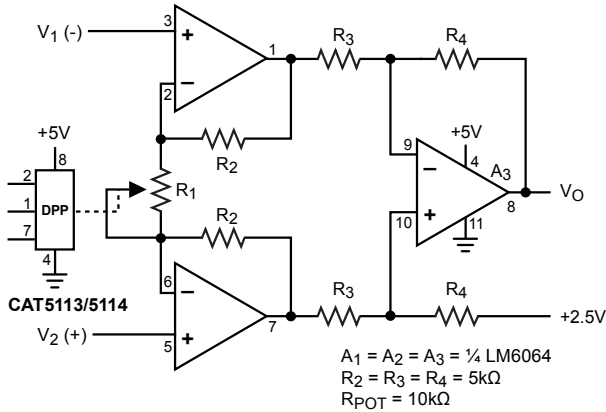 V1 (-)
3
+
1
R3
R4
2
−
+5V
R2
8
9
+5V
2
R1
−
4
A3
1
DPP
VO
R2
8
7
10
+
11
4
6
−
CAT5113/5114
R3
R4
7
+2.5V
V2 (+)
5
+
A1 = A2 = A3 = ¼ LM6064
R2 = R3 = R4 = 5kΩ
RPOT = 10kΩ